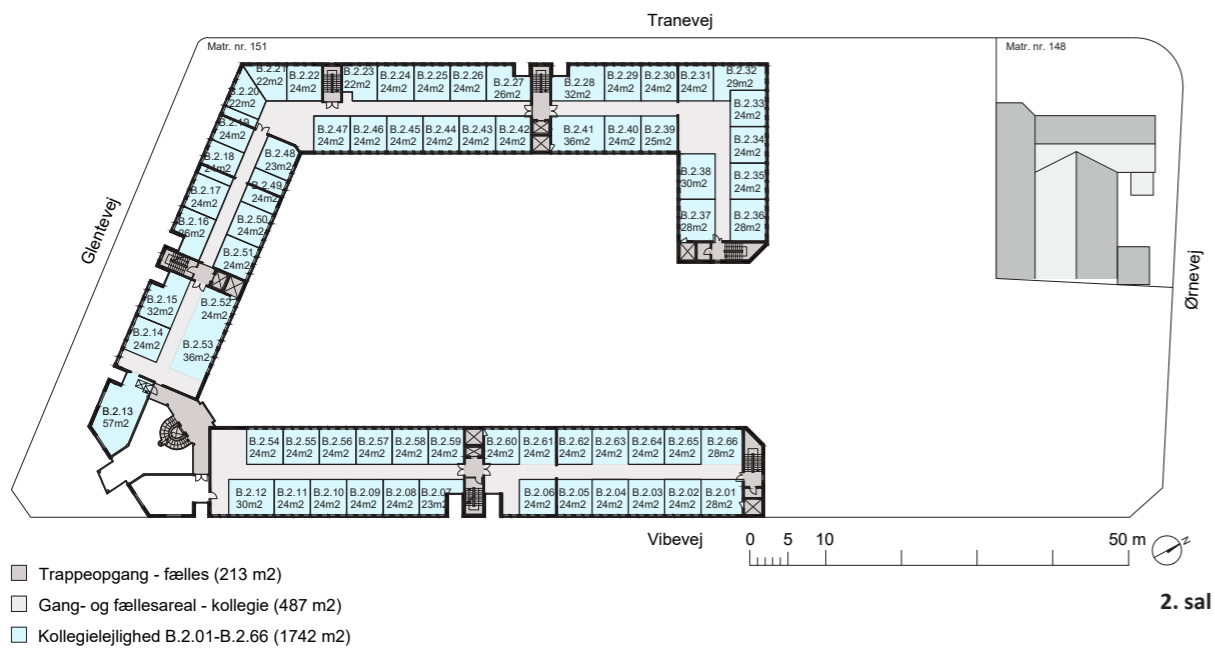 Tranevej
Matr. nr. 151
Matr. nr. 148
B.2.21
22m2
B.2.22
24m2
B.2.23
22m2
B.2.24
24m2
B.2.25
24m2
B.2.26
24m2
B.2.27
26m2
B.2.28
32m2
B.2.29
24m2
B.2.30
24m2
B.2.31
24m2
B.2.32
29m2
B.2.20
22m2
B.2.19
24m2
B.2.18
24m2
B.2.17
24m2
B.2.16
26m2
B.2.47
24m2
B.2.46
24m2
B.2.45
24m2
B.2.44
24m2
B.2.43
24m2
B.2.42
24m2
B.2.41
36m2
B.2.40
24m2
B.2.39
25m2
B.2.33
24m2
B.2.34
24m2
B.2.35
24m2
B.2.36
28m2
B.2.38
30m2
B.2.37
28m2
B.2.48
23m2
B.2.49
24m2
B.2.50
24m2
B.2.51
24m2
Glentevej
Ørnevej
B.2.15
32m2
B.2.14
24m2
B.2.52
24m2
B.2.53
36m2
B.2.13
57m2
B.2.54
24m2
B.2.55
24m2
B.2.56
24m2
B.2.57
24m2
B.2.58
24m2
B.2.59
24m2
B.2.60
24m2
B.2.61
24m2
B.2.62
24m2
B.2.63
24m2
B.2.64
24m2
B.2.65
24m2
B.2.66
28m2
B.2.12
30m2
B.2.11
24m2
B.2.10
24m2
B.2.09
24m2
B.2.08
24m2
B.2.07
23m2
B.2.06
24m2
B.2.05
24m2
B.2.04
24m2
B.2.03
24m2
B.2.02
24m2
B.2.01
28m2
Vibevej
0 5 10 50 m
N
Trappeopgang - fælles (213 m2)
Gang- og fællesareal - kollegie (487 m2)
Kollegielejlighed B.2.01-B.2.66 (1742 m2)
2. sal